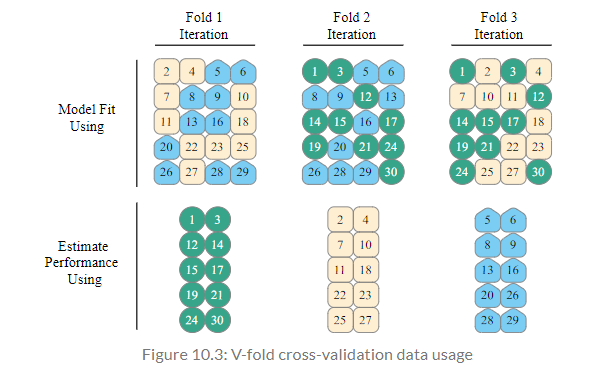 Fold 1 Fold 2 Fold 3
Iteration Iteration Iteration
Model Fit
Using
2 4 5 6 1 3 5 6 1 2 3 4
7 8 9 10 8 9 12 13 7 10 11 12
11 13 16 18 14 15 16 17 14 15 17 18
20 22 23 25 19 20 21 24 19 21 22 23
26 27 28 29 26 28 29 30 24 25 27 30
Estimate
Performance
Using
1 3 2 4 5 6
12 14 7 10 8 9
15 17 11 18 13 16
19 21 22 23 20 26
24 30 25 27 28 29
Figure 10.3: V-fold cross-validation data usage